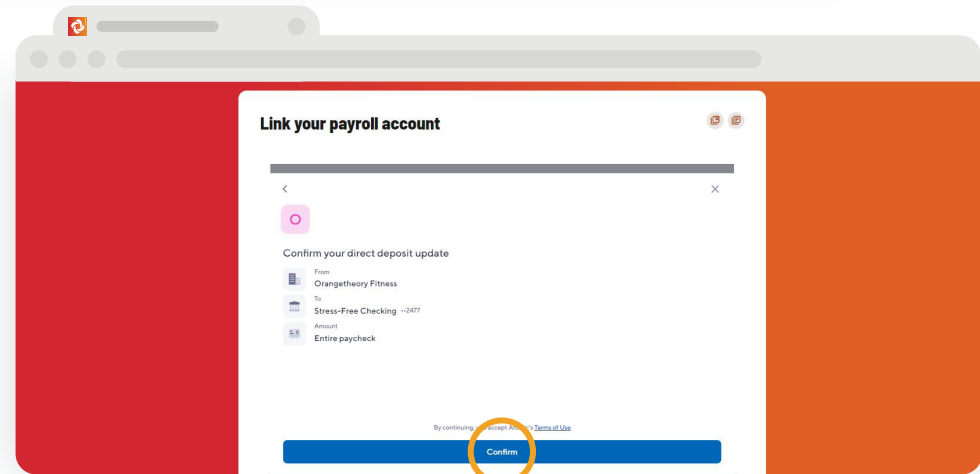 Link your payroll account
Confirm your direct deposit update
From
Orangetheory Fitness
To
Stress-Free Checking ••2477
Amount
Entire paycheck
By continuing, accept Terms of Use
Confirm